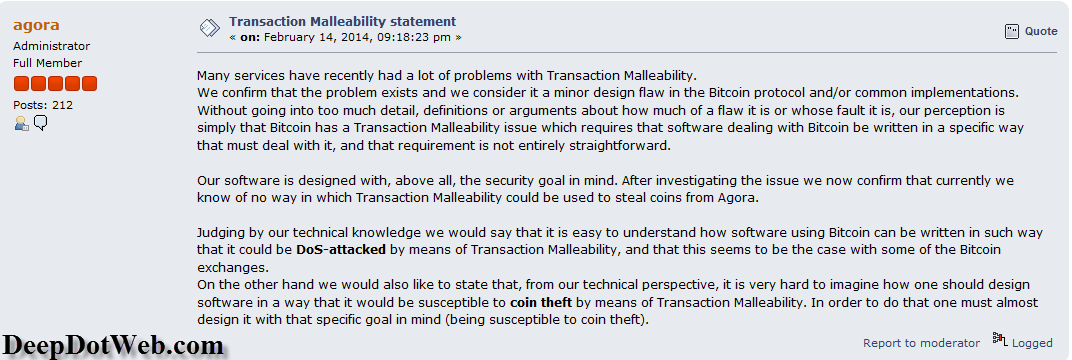 agora
Administrator
Full Member
Posts: 212
Transaction Malleability statement
« on: February 14, 2014, 09:18:23 pm »
Quote
Many services have recently had a lot of problems with Transaction Malleability.
We confirm that the problem exists and we consider it a minor design flaw in the Bitcoin protocol and/or common implementations.
Without going into too much detail, definitions or arguments about how much of a flaw it is or whose fault it is, our perception is
simply that Bitcoin has a Transaction Malleability issue which requires that software dealing with Bitcoin be written in a specific way
that must deal with it, and that requirement is not entirely straightforward.
Our software is designed with, above all, the security goal in mind. After investigating the issue we now confirm that currently we
know of no way in which Transaction Malleability could be used to steal coins from Agora.
Judging by our technical knowledge we would say that it is easy to understand how software using Bitcoin can be written in such way
that it could be DoS-attacked by means of Transaction Malleability, and that this seems to be the case with some of the Bitcoin
exchanges.
On the other hand we would also like to state that, from our technical perspective, it is very hard to imagine how one should design
software in a way that it would be susceptible to coin theft by means of Transaction Malleability. In order to do that one must almost
design it with that specific goal in mind (being susceptible to coin theft).
Report to moderator
Logged
DeepDotWeb.com